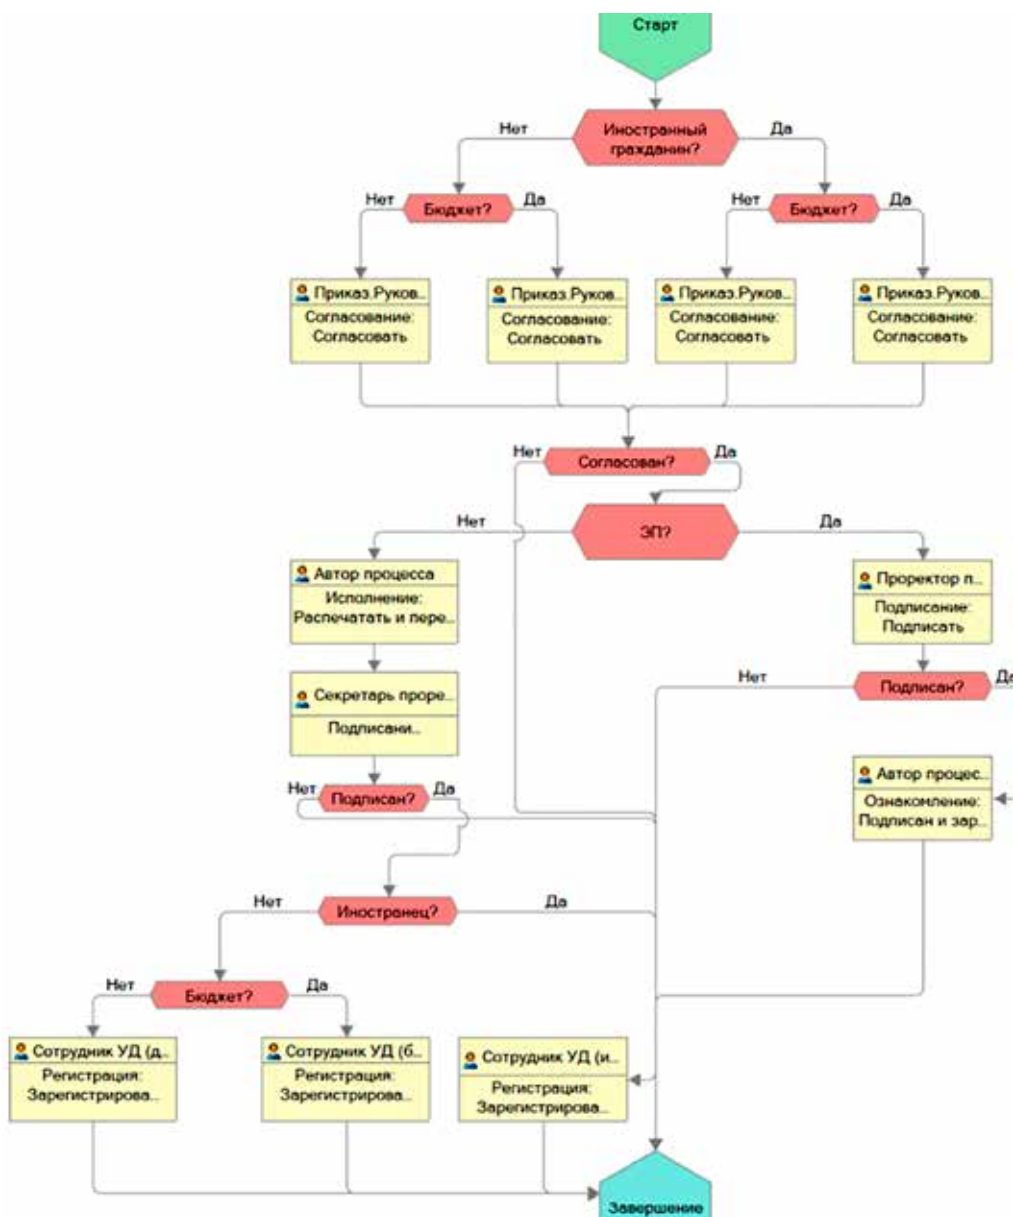 Старт
Нет
Иностранный
гражданин?
Да
Нет
Бюджет?
Да
Нет
Бюджет?
Да
Приказ.Руков...
Согласование:
Согласовать
Приказ.Руков...
Согласование:
Согласовать
Приказ.Руков...
Согласование:
Согласовать
Приказ.Руков...
Согласование:
Согласовать
Нет
Согласован?
Да
Нет
ЭП?
Да
Автор процесса
Исполнение:
Распечатать и пере...
Проректор п...
Подписание:
Подписать
Секретарь проре...
Подписани...
Нет
Подписан?
Да
Нет
Подписан?
Да
Автор процес...
Ознакомление:
Подписан и зар...
Нет
Иностранец?
Да
Нет
Бюджет?
Да
Сотрудник УД (д...
Регистрация:
Зарегистрирова...
Сотрудник УД (б...
Регистрация:
Зарегистрирова...
Сотрудник УД (и...
Регистрация:
Зарегистрирова...
Завершение